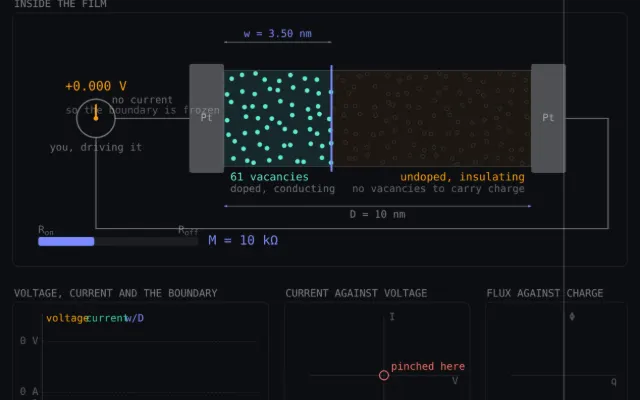 INSIDE THE FILM
w = 3.50 nm
+0.000 V
no current
so the boundary is frozen
Pt
Pt
you, driving it
61 vacancies
undoped, insulating
doped, conducting
no vacancies to carry charge
D = 10 nm
Ron
Roff
M = 10 kΩ
VOLTAGE, CURRENT AND THE BOUNDARY
CURRENT AGAINST VOLTAGE
FLUX AGAINST CHARGE
voltage current w/D
I
Φ
0 V
pinched here
V
q
0 A